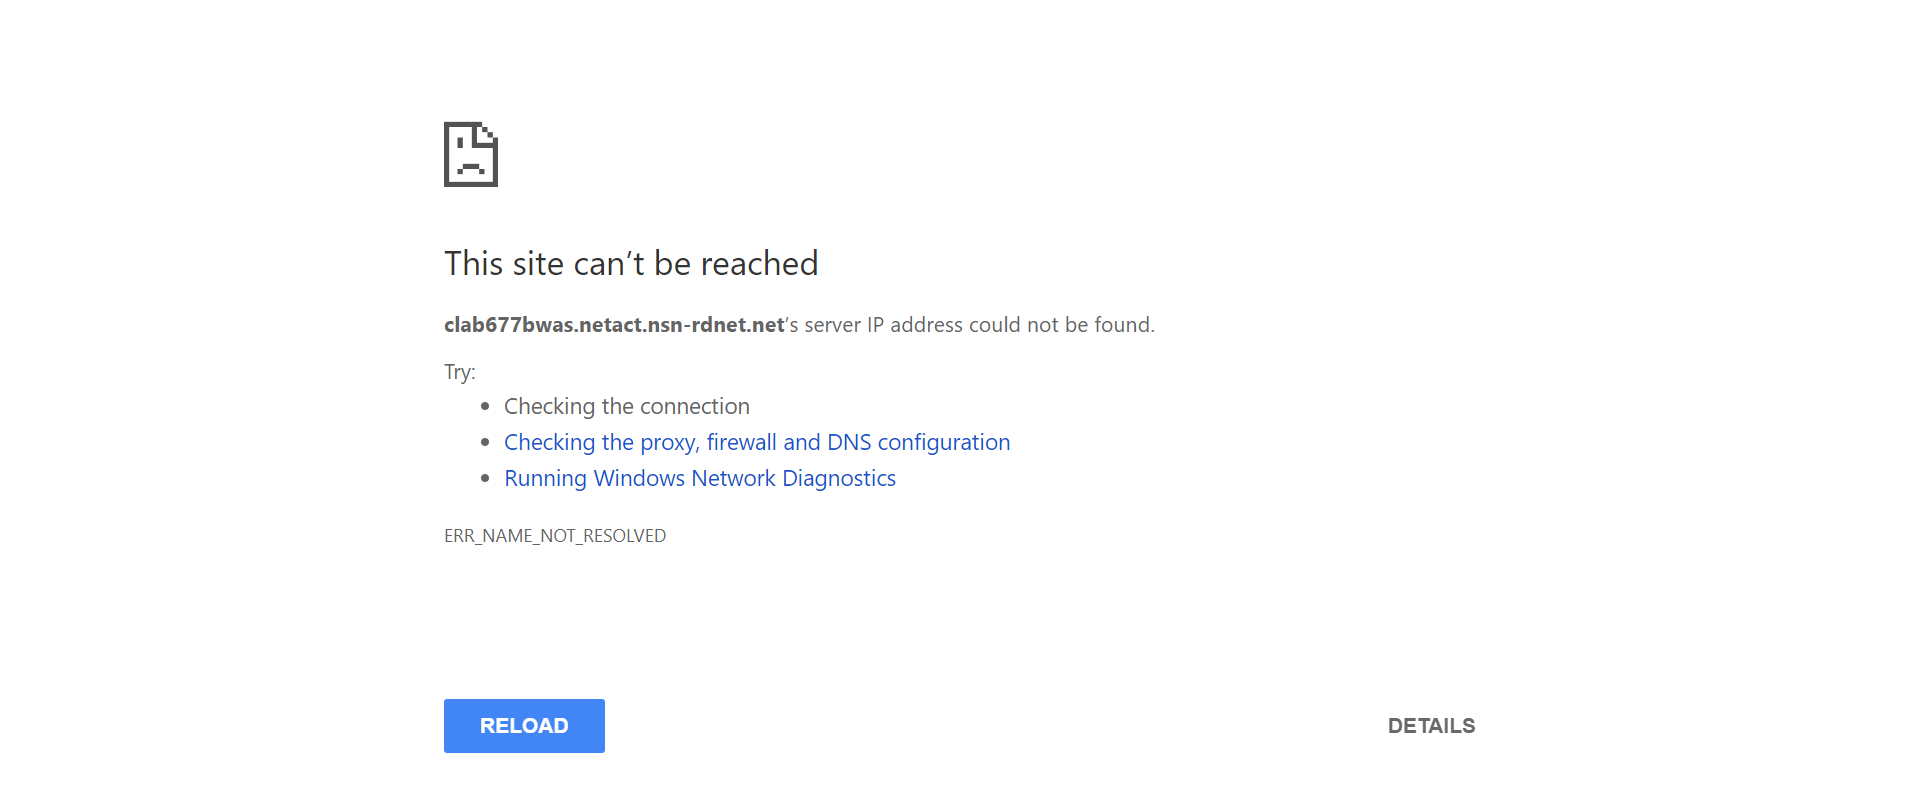 This site can’t be reached
clab677bwas.netact.nsn-rdnet.net’s server IP address could not be found.
Try:
• Checking the connection
• Checking the proxy, firewall and DNS configuration
• Running Windows Network Diagnostics
ERR_NAME_NOT_RESOLVED
RELOAD
DETAILS